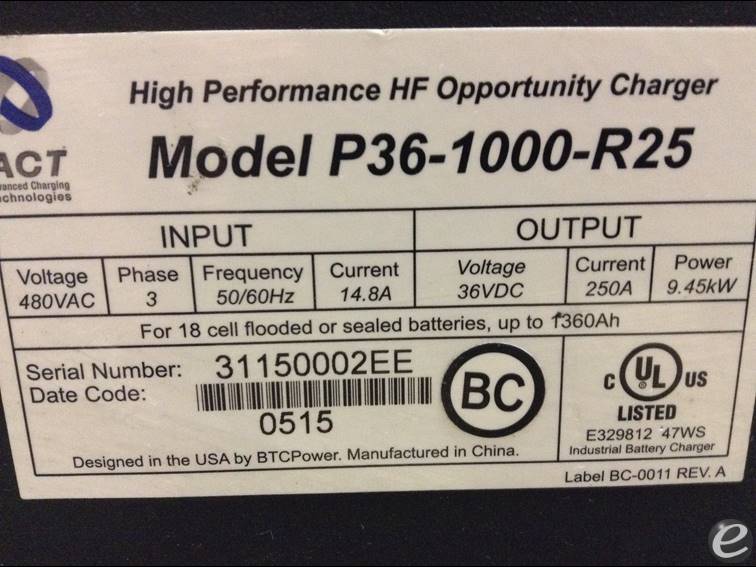 High Performance HF Opportunity Charger
Model P36-1000-R25
ACT
Charging
INPUT OUTPUT
Voltage Phase Frequency Current Voltage Current Power
480VAC 3 50/60Hz 14.8A 36VDC 250A 9.45kW
For 18 cell flooded or sealed batteries, up to 1360Ah
Serial Number: 31150002EE
Date Code:
0515
BC
C UL US
®
LISTED
E329812 47WS
Industrial Battery Charger
Designed in the USA by BTCPower. Manufactured in China.
Label BC-0011 REV. A
e